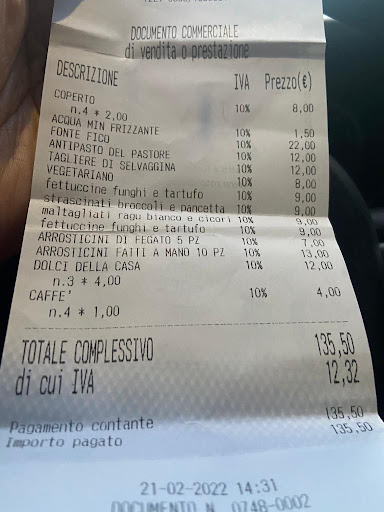 DOCUMENTO COMMERCIALE
di vendita o prestazione
DESCRIZIONE IVA Prezzo(€)
COPERTO 10% 8,00
n.4 * 2,00
ACQUA MIN FRIZZANTE 10% 1,50
FONTE FICO 10% 22,00
ANTIPASTO DEL PASTORE 10% 12,00
TAGLIERE DI SELVAGGINA 10% 12,00
VEGETARIANO 10% 8,00
fettuccine funghi e tartufo 10% 9,00
strascinati broccoli e pancetta 10% 9,00
maltagliati ragu bianco e cicori 10% 9,00
fettuccine funghi e tartufo 10% 9,00
ARROSTICINI DI FEGATO 5 PZ 10% 7,00
ARROSTICINI FATTI A MANO 10 PZ 10% 13,00
DOLCI DELLA CASA 10% 12,00
n.3 * 4,00
CAFFE' 10% 4,00
n.4 * 1,00
TOTALE COMPLESSIVO 135,50
di cui IVA 12,32
Pagamento contante 135,50
Importo pagato 135,50
21-02-2022 14:31
DOCUMENTO N. 0748-0002